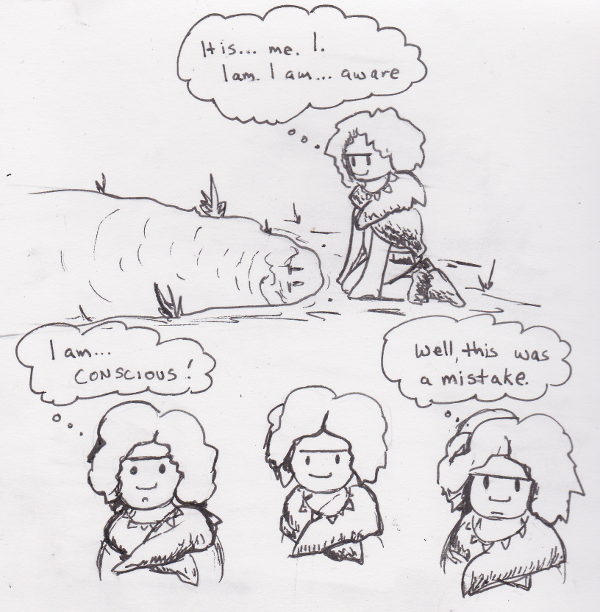 It is... me. I.
I am. I am... aware
I am...
CONSCIOUS!
Well, this was
a mistake.